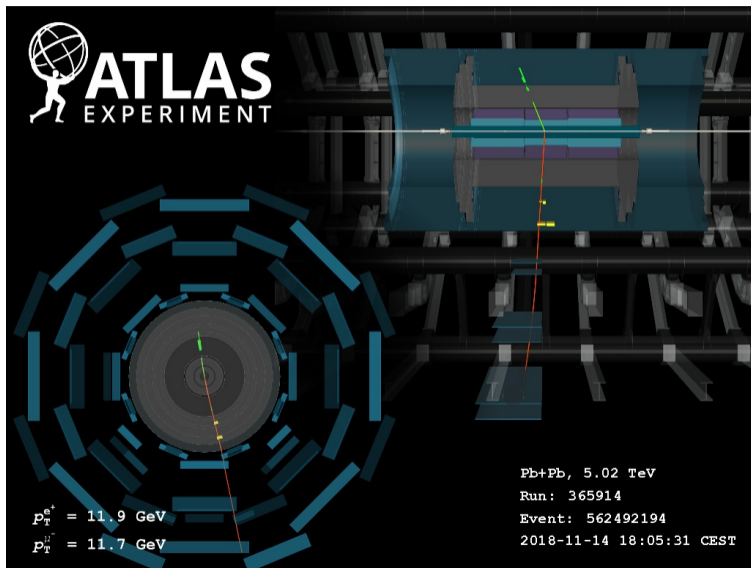 ATLAS
EXPERIMENT
p_T^{e^+} = 11.9 GeV
p_T^{μ^-} = 11.7 GeV
Pb+Pb, 5.02 TeV
Run: 365914
Event: 562492194
2018-11-14 18:05:31 CEST